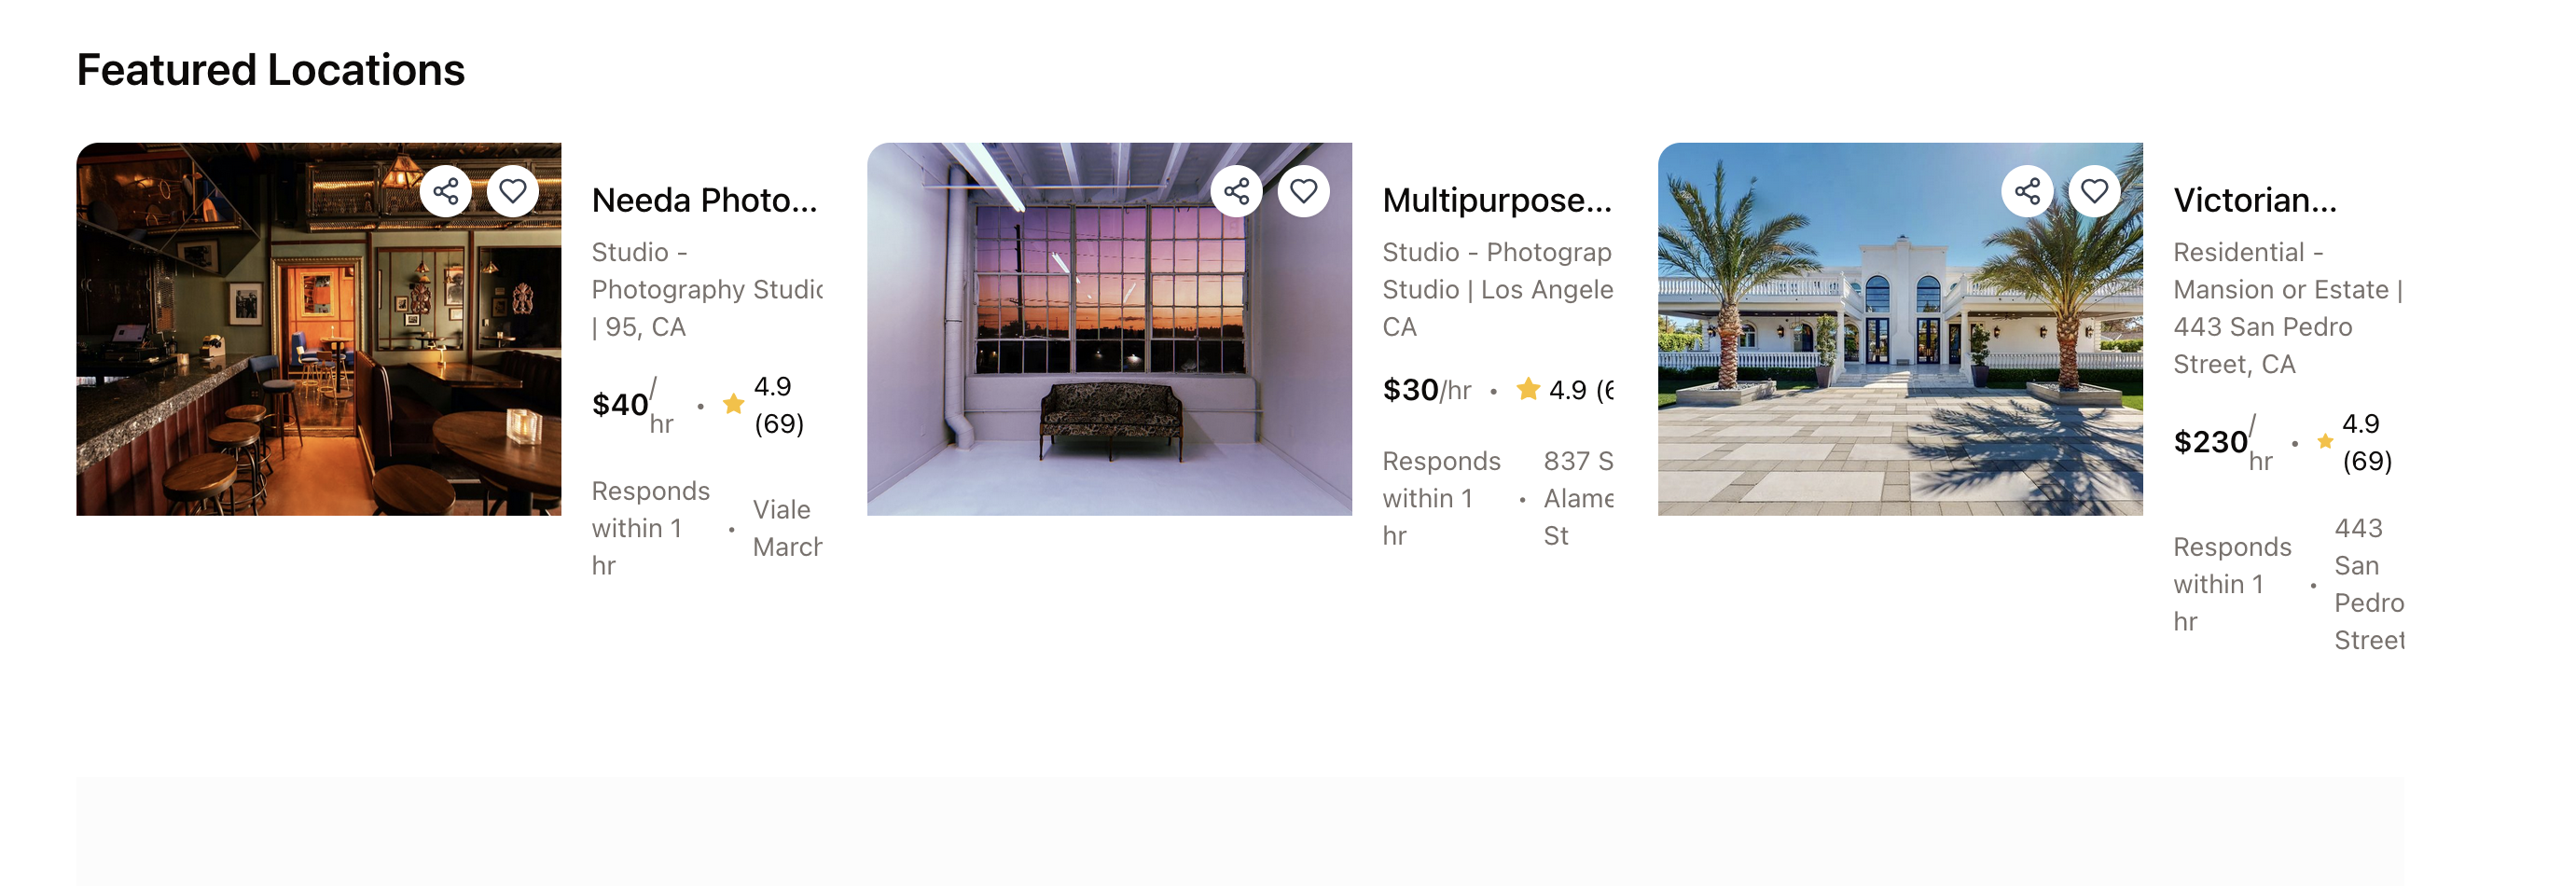 Featured Locations
Needa Photo...
Studio -
Photography Studio
| 95, CA
$40/
hr
•
4.9
(69)
Responds
within 1
hr
•
Viale
March
Multipurpose...
Studio - Photograp
Studio | Los Angele
CA
$30/hr • 4.9 (6
Responds
within 1
hr
•
837 S
Alame
St
Victorian...
Residential -
Mansion or Estate |
443 San Pedro
Street, CA
$230/
hr
•
4.9
(69)
Responds
within 1
hr
•
443
San
Pedro
Street